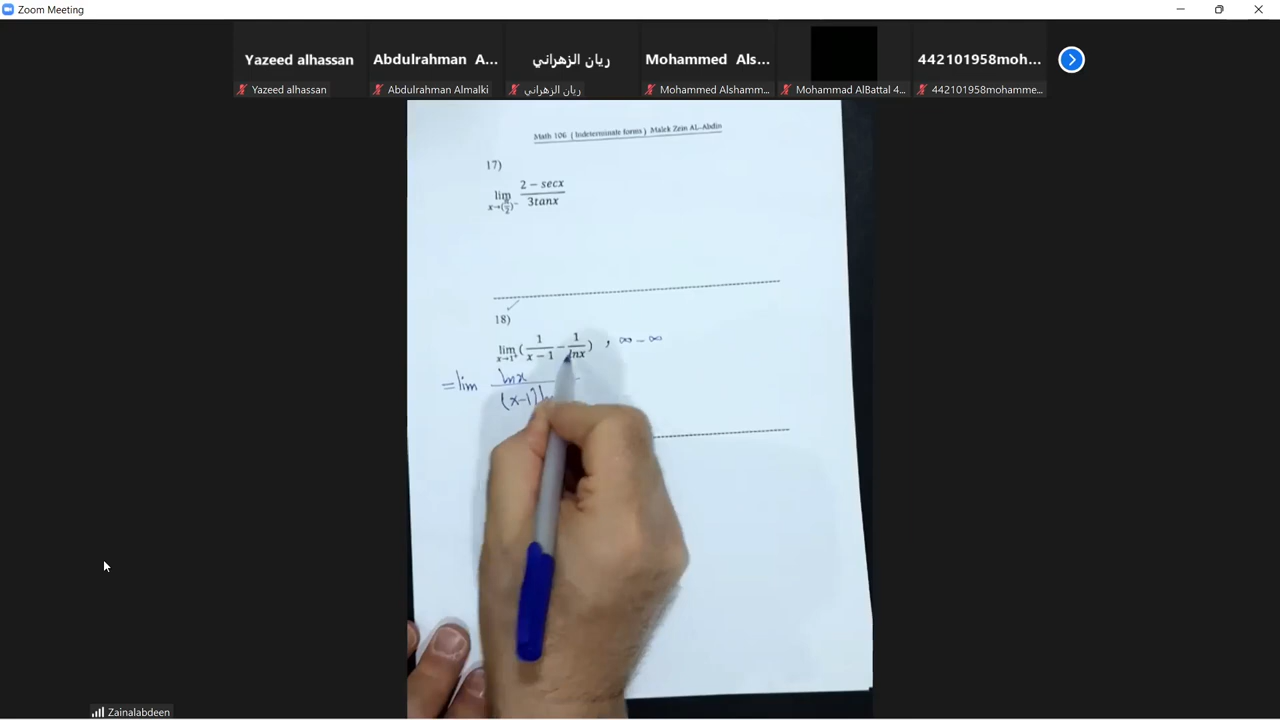 Zoom Meeting
Yazeed alhassan
Abdulrahman A...
ريان الزهراني
Mohammed Als...
442101958moh...
Yazeed alhassan
Abdulrahman Almalki
ريان الزهراني
Mohammed Alshamm...
Mohammad AlBattal 4...
442101958mohamme...
Math 106 ( Indeterminate forms ) Malek Zein AL-Abdin
17)
lim x→(π/2)⁻ (2 − secx)/(3tanx)
18)
lim x→1⁺ (1/(x − 1) − 1/lnx) , ∞ − ∞
= lim lnx / (x−1)
Zainalabdeen